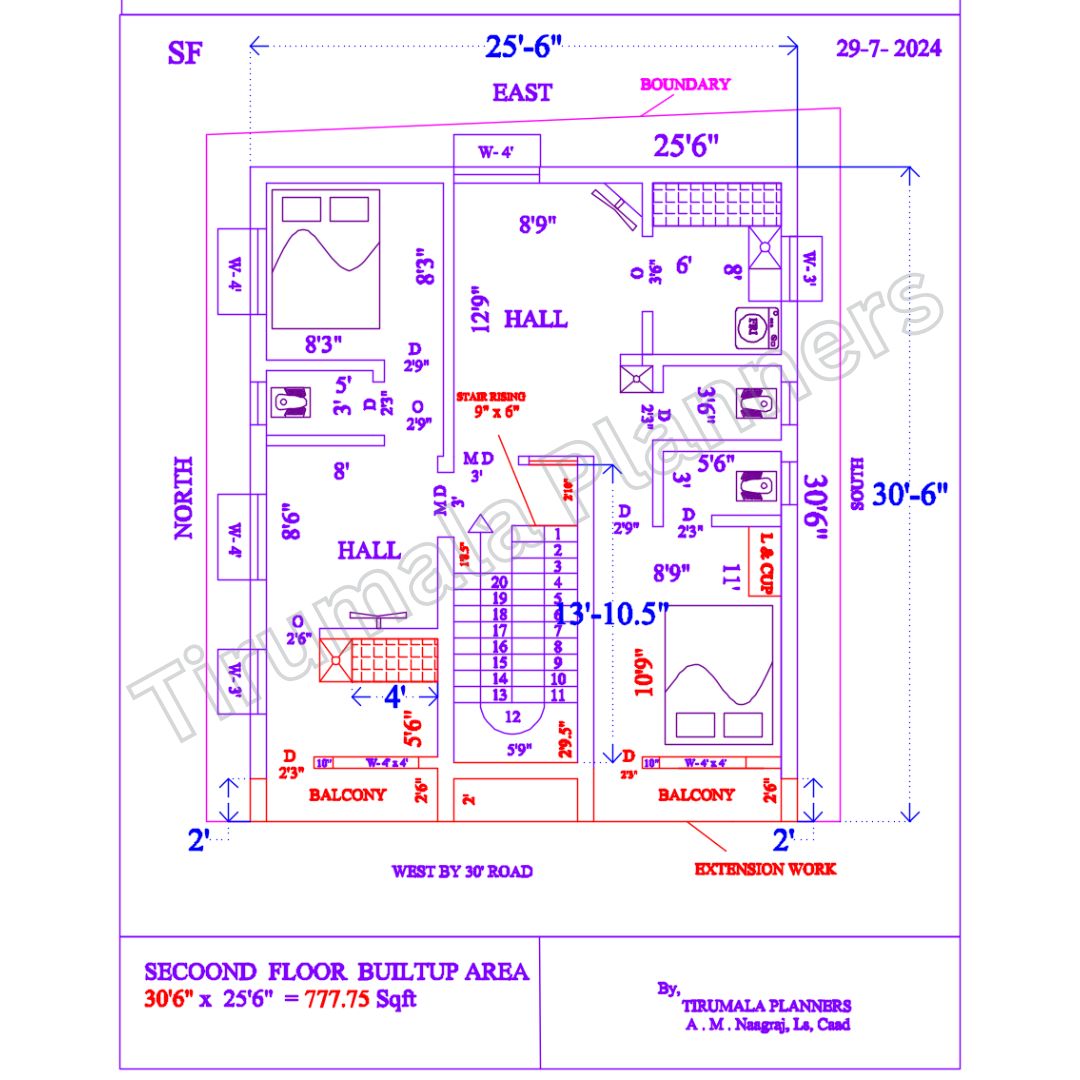 SF
25'-6"
29-7- 2024
EAST
BOUNDARY
25'6"
W- 4'
8'9"
W- 4'
8'3"
O
3'6"
6'
8'
W- 3'
12'9"
HALL
FRI
8'3"
D
2'9"
5'
3'
D
2'3"
O
2'9"
STAIR RISING
9" x 6"
2'3"
D
3'6"
M D
3'
5'6"
3'
NORTH
8'
8'6"
W- 4'
HALL
M D
3'
2'10"
D
2'9"
D
2'3"
30'6"
SOUTH
30'-6"
1'8.5"
L & CUP
8'9"
11'
1
2
3
20
4
19
5
18
6
17
7
16
8
15
9
14
10
13
11
12
13'-10.5"
O
2'6"
W- 3'
4'
5'6"
10'9"
5'9"
2'9.5"
D
2'3"
10"
W- 4' x 4'
D
2'3"
10"
W- 4' x 4'
BALCONY
2'6"
2'
BALCONY
2'6"
2'
2'
WEST BY 30' ROAD
EXTENSION WORK
Tirumala Planners
SECOOND FLOOR BUILTUP AREA
30'6" x 25'6" = 777.75 Sqft
By,
TIRUMALA PLANNERS
A . M . Naagraj, Ls, Caad